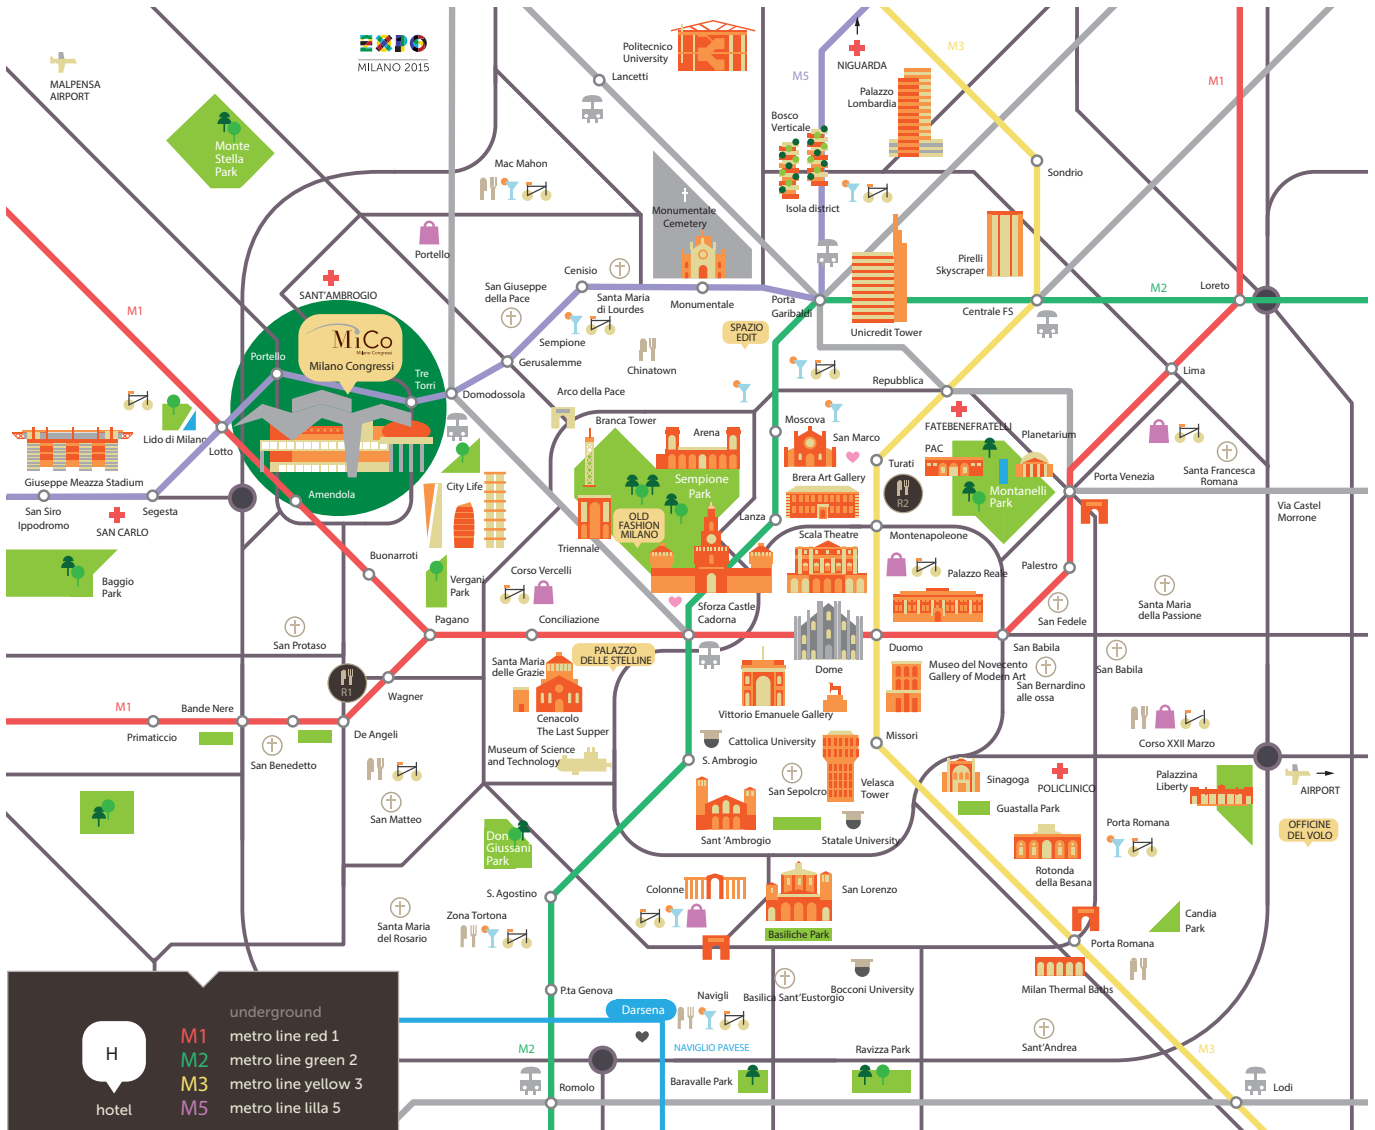 EXPO
MILANO 2015
MALPENSA
AIRPORT
Monte
Stella
Park
Politecnico
University
Lancetti
M5
NIGUARDA
M3
M1
Palazzo
Lombardia
Bosco
Verticale
Sondrio
Mac Mahon
Isola district
Monumentale
Cemetery
Portello
Pirelli
Skyscraper
Cenisio
San Giuseppe
della Pace
Santa Maria
di Lourdes
Monumentale
Porta
Garibaldi
Unicredit Tower
Centrale FS
M2
Loreto
SANT'AMBROGIO
M1
MiCo
Milano Congressi
Milano Congressi
Portello
Tre
Torri
SPAZIO
EDIT
Sempione
Gerusalemme
Chinatown
Domodossola
Arco della Pace
Repubblica
Lima
Lido di Milano
Lotto
Branca Tower
Arena
Moscova
San Marco
FATEBENEFRATELLI
Planetarium
PAC
Giuseppe Meazza Stadium
Amendola
City Life
Sempione
Park
Brera Art Gallery
Turati
R2
Montanelli
Park
Porta Venezia
Santa Francesca
Romana
San Siro
Ippodromo
Segesta
SAN CARLO
OLD
FASHION
MILANO
Lanza
Scala Theatre
Montenapoleone
Via Castel
Morrone
Triennale
Buonarroti
Baggio
Park
Vergani
Park
Corso Vercelli
Palazzo Reale
Palestro
Santa Maria
della Passione
Pagano
Conciliazione
Sforza Castle
Cadorna
San Fedele
San Protaso
PALAZZO
DELLE STELLINE
Dome
Duomo
San Babila
San Babila
R1
Wagner
Santa Maria
delle Grazie
Museo del Novecento
Gallery of Modern Art
San Bernardino
alle ossa
M1
Bande Nere
Primaticcio
De Angeli
Cenacolo
The Last Supper
Vittorio Emanuele Gallery
Missori
Corso XXII Marzo
San Benedetto
Museum of Science
and Technology
Cattolica University
S. Ambrogio
San Sepolcro
Velasca
Tower
Sinagoga
POLICLINICO
Palazzina
Liberty
AIRPORT
Guastalla Park
San Matteo
Don
Giussani
Park
Sant 'Ambrogio
Statale University
Porta Romana
OFFICINE
DEL VOLO
Rotonda
della Besana
S. Agostino
Colonne
San Lorenzo
Santa Maria
del Rosario
Zona Tortona
Basiliche Park
Candia
Park
Porta Romana
Milan Thermal Baths
P.ta Genova
Darsena
Navigli
Basilica Sant'Eustorgio
Bocconi University
Sant'Andrea
M2
NAVIGLIO PAVESE
Ravizza Park
M3
Romolo
Baravalle Park
Lodi
H
hotel
underground
M1 metro line red 1
M2 metro line green 2
M3 metro line yellow 3
M5 metro line lilla 5